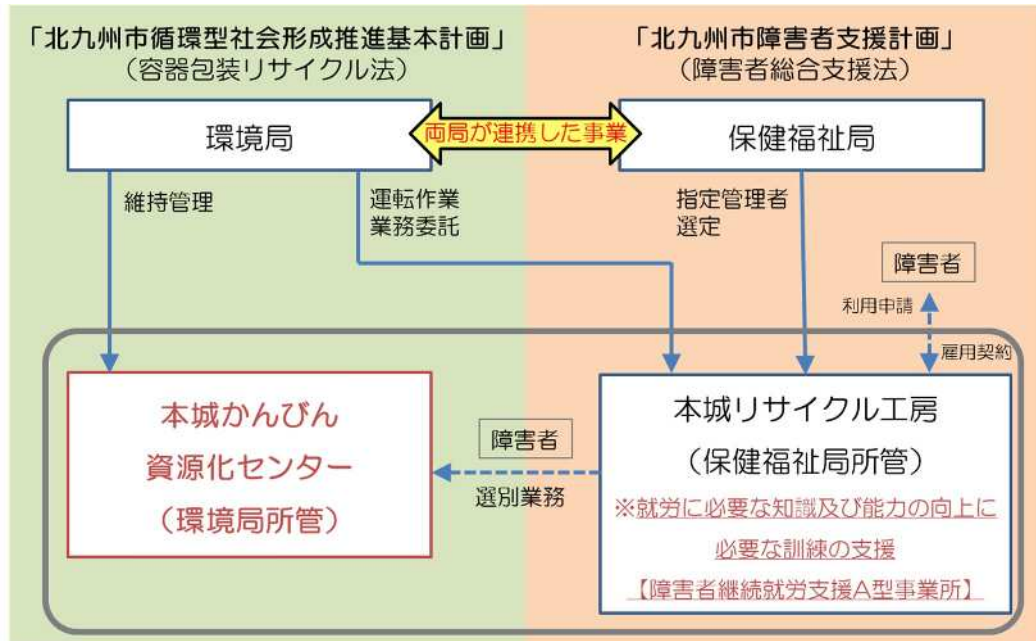 「北九州市循環型社会形成推進基本計画」
（容器包装リサイクル法）
「北九州市障害者支援計画」
（障害者総合支援法）
環境局
両局が連携した事業
保健福祉局
維持管理
運転作業
業務委託
指定管理者
選定
障害者
利用申請
雇用契約
本城かんびん
資源化センター
（環境局所管）
障害者
選別業務
本城リサイクル工房
（保健福祉局所管）
※就労に必要な知識及び能力の向上に
必要な訓練の支援
【障害者継続就労支援A型事業所】